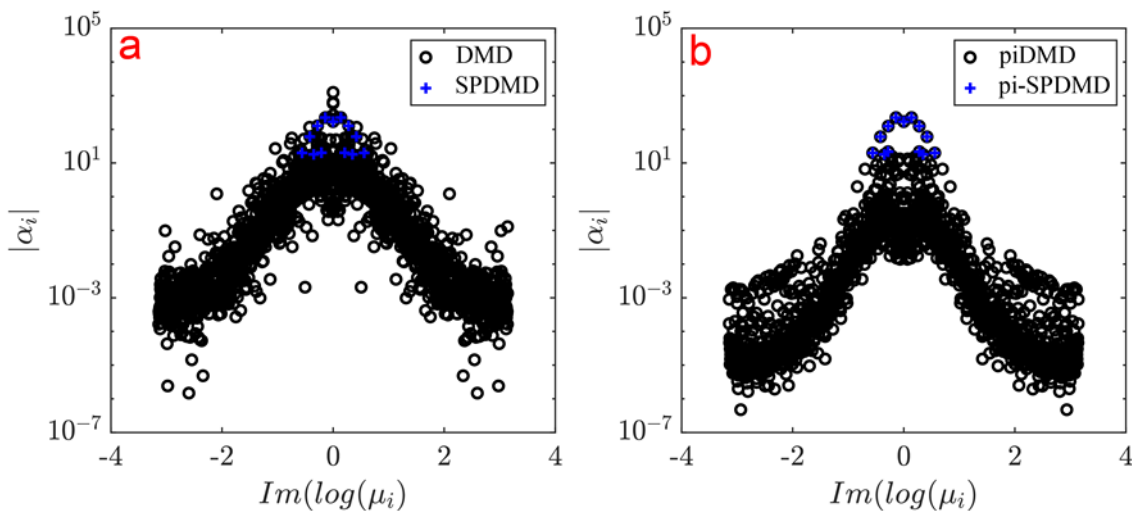 a
10^5
10^1
10^{-3}
10^{-7}
|α_i|
DMD
SPDMD
-4 -2 0 2 4
Im(log(μ_i)
b
10^5
10^1
10^{-3}
10^{-7}
|α_i|
piDMD
pi-SPDMD
-4 -2 0 2 4
Im(log(μ_i)